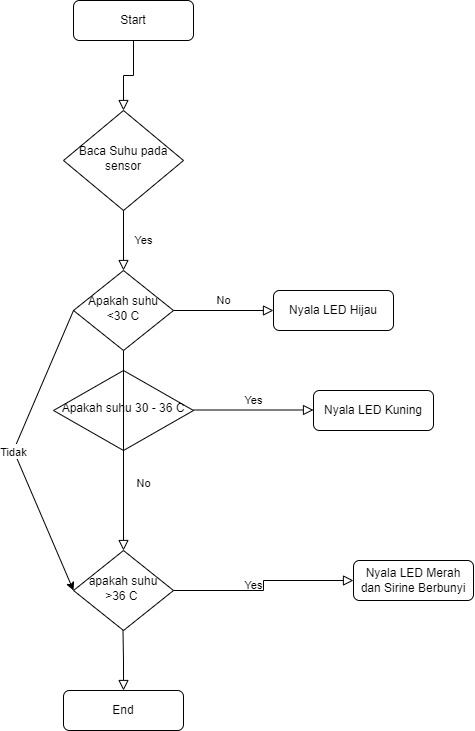 Start
Baca Suhu pada
sensor
Yes
Apakah suhu
<30 C
No
Nyala LED Hijau
Apakah suhu 30 - 36 C
Yes
Nyala LED Kuning
Tidak
No
apakah suhu
>36 C
Yes
Nyala LED Merah
dan Sirine Berbunyi
End